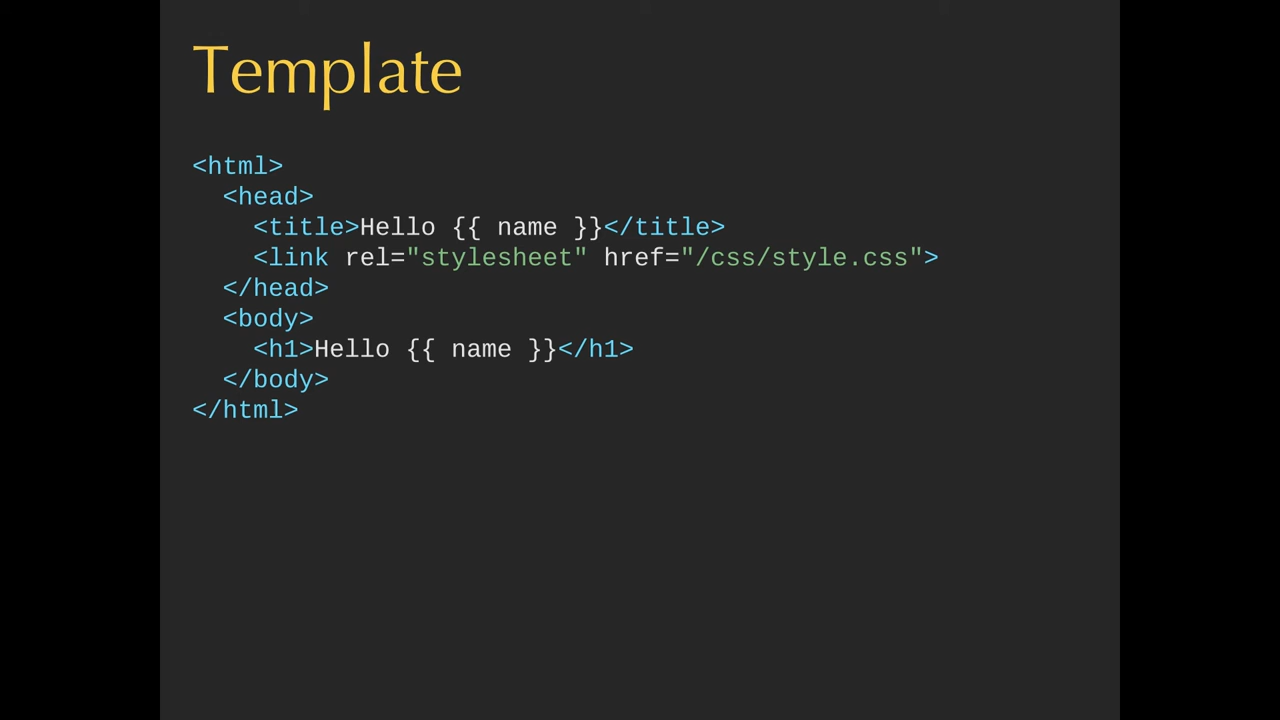 Template
<html>
  <head>
    <title>Hello {{ name }}</title>
    <link rel="stylesheet" href="/css/style.css">
  </head>
  <body>
    <h1>Hello {{ name }}</h1>
  </body>
</html>